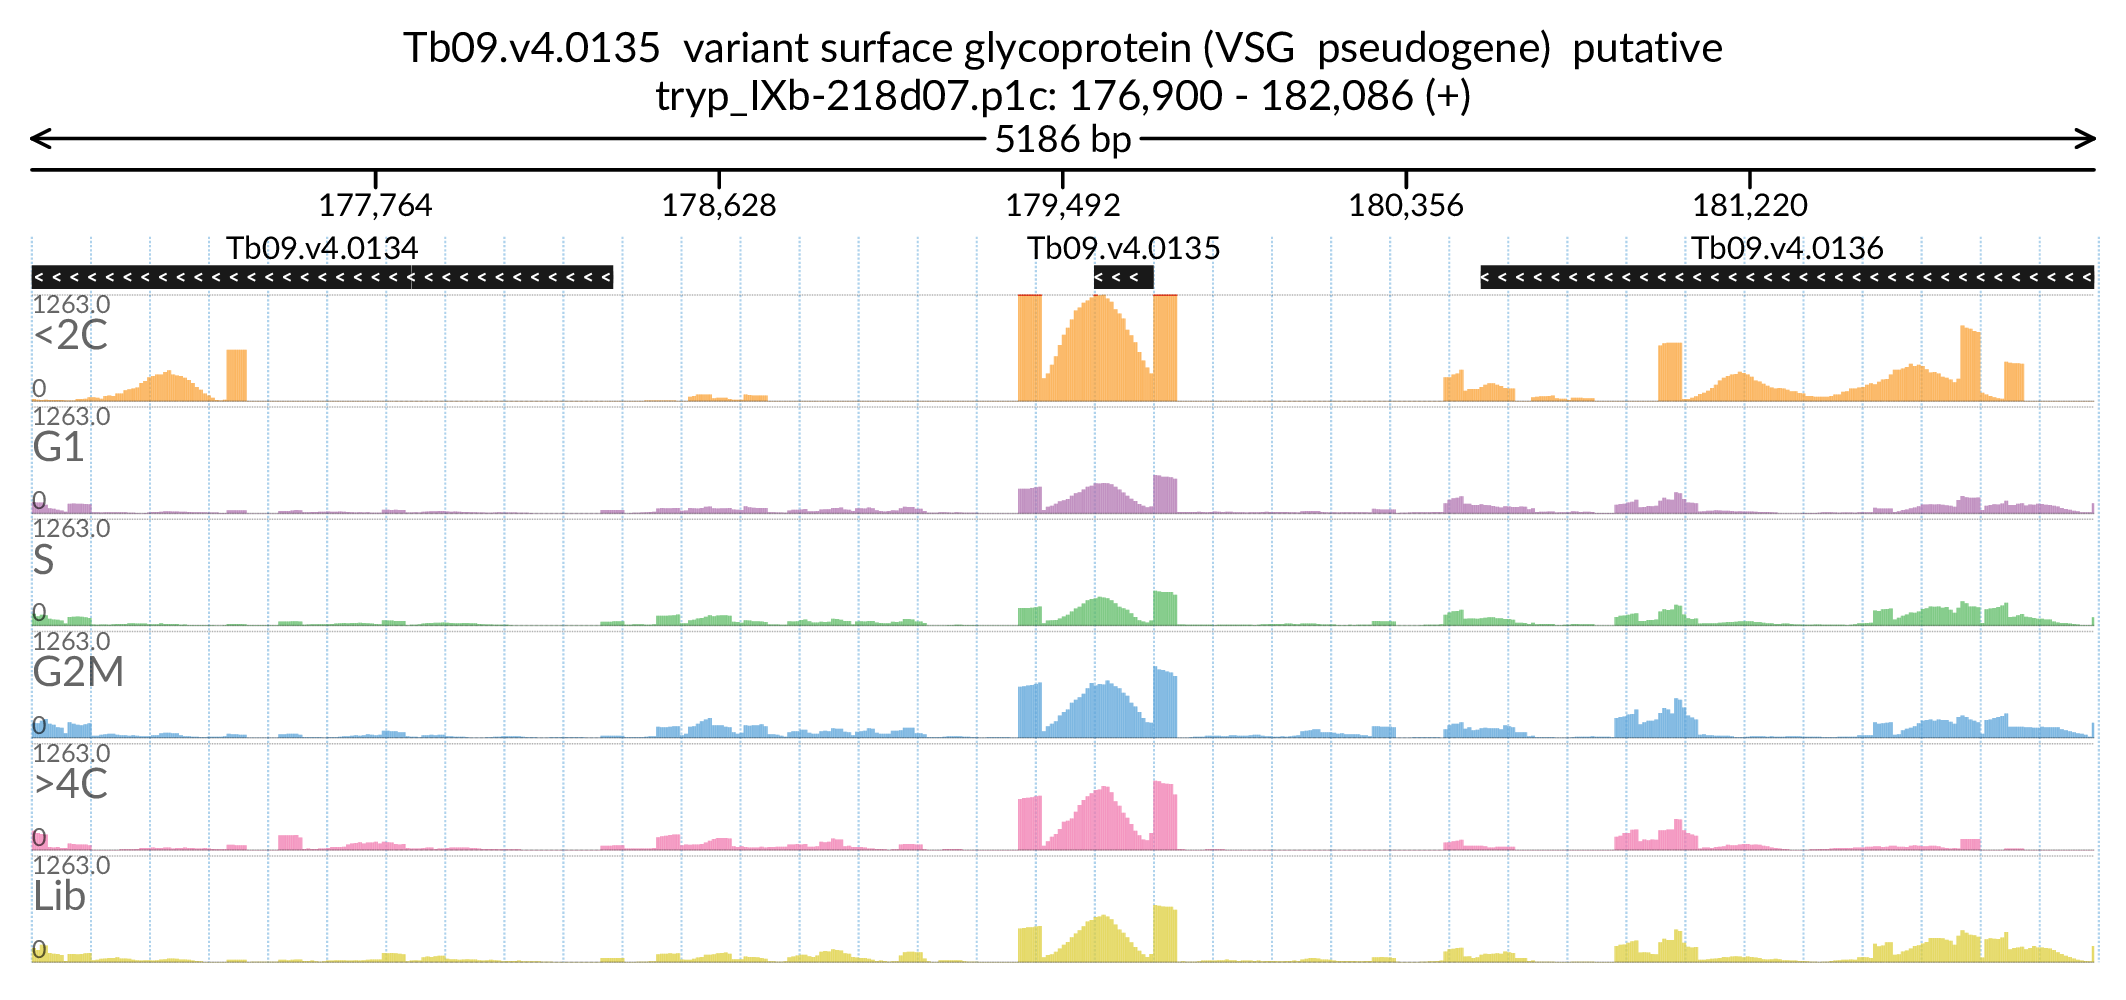 Tb09.v4.0135  variant surface glycoprotein (VSG  pseudogene)  putative
tryp_IXb-218d07.p1c: 176,900 - 182,086 (+)
5186 bp
177,764 178,628 179,492 180,356 181,220
Tb09.v4.0134 Tb09.v4.0135 Tb09.v4.0136
1263.0
<2C
0
1263.0
G1
0
1263.0
S
0
1263.0
G2M
0
1263.0
>4C
0
1263.0
Lib
0